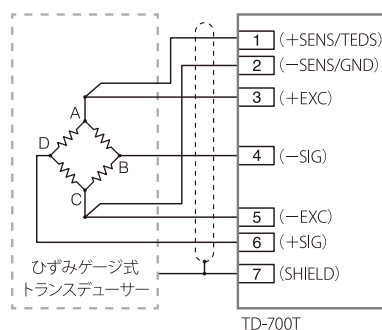 1 (+SENS/TEDS)
2 (−SENS/GND)
3 (+EXC)
A
D
B
4 (−SIG)
C
5 (−EXC)
6 (+SIG)
ひずみゲージ式
トランスデューサー
7 (SHIELD)
TD-700T